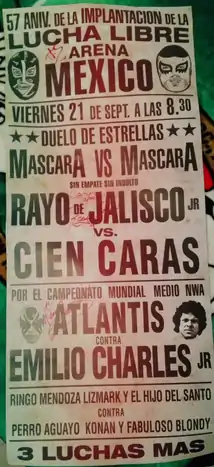 57 ANIV. DE LA IMPLANTACION DE LA
LUCHA LIBRE
ARENA
MEXICO
VIERNES 21 DE SEPT. A LAS 8.30
★★ DUELO DE ESTRELLAS ★★
MASCARA VS MASCARA
SIN EMPATE SIN INDULTO
RAYO DE JALISCO JR
VS.
CIEN CARAS
POR EL CAMPEONATO MUNDIAL MEDIO NWA
ATLANTIS
CONTRA
EMILIO CHARLES JR
RINGO MENDOZA LIZMARK Y EL HIJO DEL SANTO
CONTRA
PERRO AGUAYO KONAN Y FABULOSO BLONDY
3 LUCHAS MAS